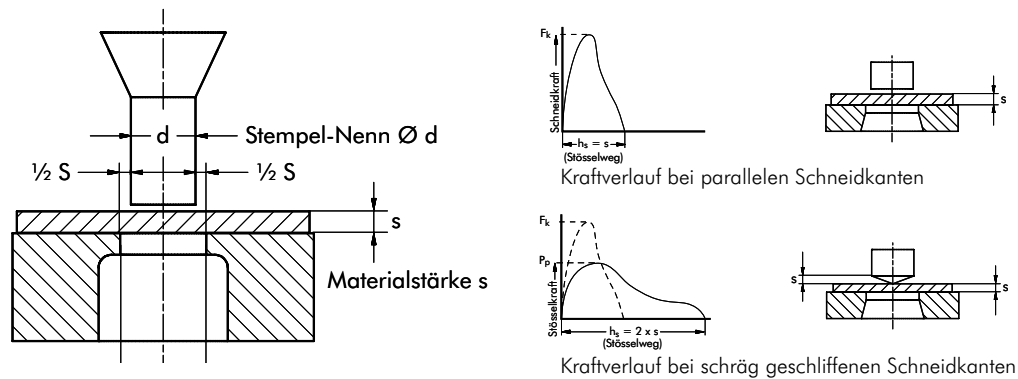 d
Stempel-Nenn Ø d
½ S
½ S
s
Materialstärke s
Fk
Schneidkraft
hs = s
(Stösselweg)
s
Kraftverlauf bei parallelen Schneidkanten
Fk
Pp
Stösselkraft
hs = 2 x s
(Stösselweg)
s
s
Kraftverlauf bei schräg geschliffenen Schneidkanten